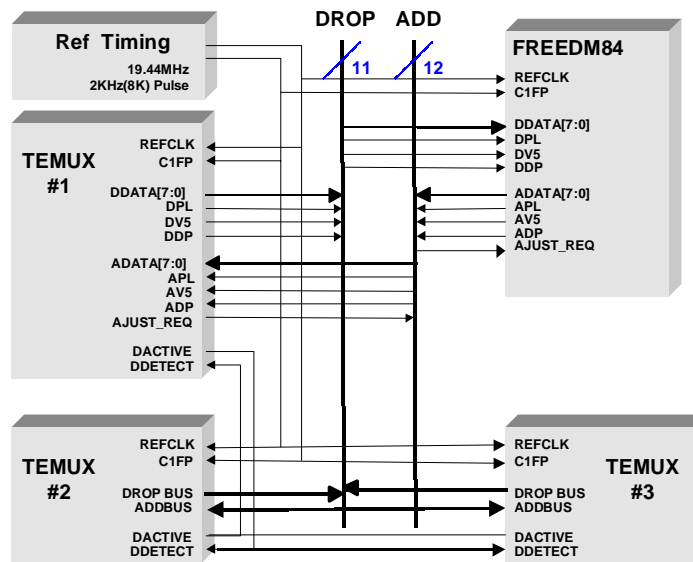 DROP ADD
Ref Timing
19.44MHz
2KHz(8K) Pulse
11
12
FREEDM84
REFCLK
C1FP
DDATA[7:0]
DPL
DV5
DDP
ADATA[7:0]
APL
AV5
ADP
AJUST_REQ
TEMUX
#1
REFCLK
C1FP
DDATA[7:0]
DPL
DV5
DDP
ADATA[7:0]
APL
AV5
ADP
AJUST_REQ
DACTIVE
DDETECT
TEMUX
#2
REFCLK
C1FP
DROP BUS
ADDBUS
DACTIVE
DDETECT
TEMUX
#3
REFCLK
C1FP
DROP BUS
ADDBUS
DACTIVE
DDETECT